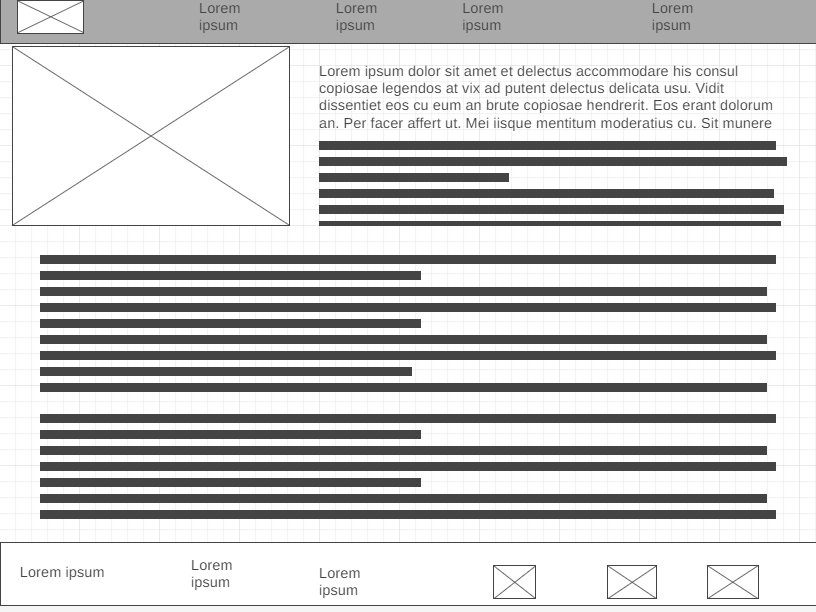 Lorem
ipsum
Lorem
ipsum
Lorem
ipsum
Lorem
ipsum
Lorem ipsum dolor sit amet et delectus accommodare his consul
copiosae legendos at vix ad putent delectus delicata usu. Vidit
dissentiet eos cu eum an brute copiosae hendrerit. Eos erant dolorum
an. Per facer affert ut. Mei iisque mentitum moderatius cu. Sit munere
Lorem ipsum
Lorem
ipsum
Lorem
ipsum